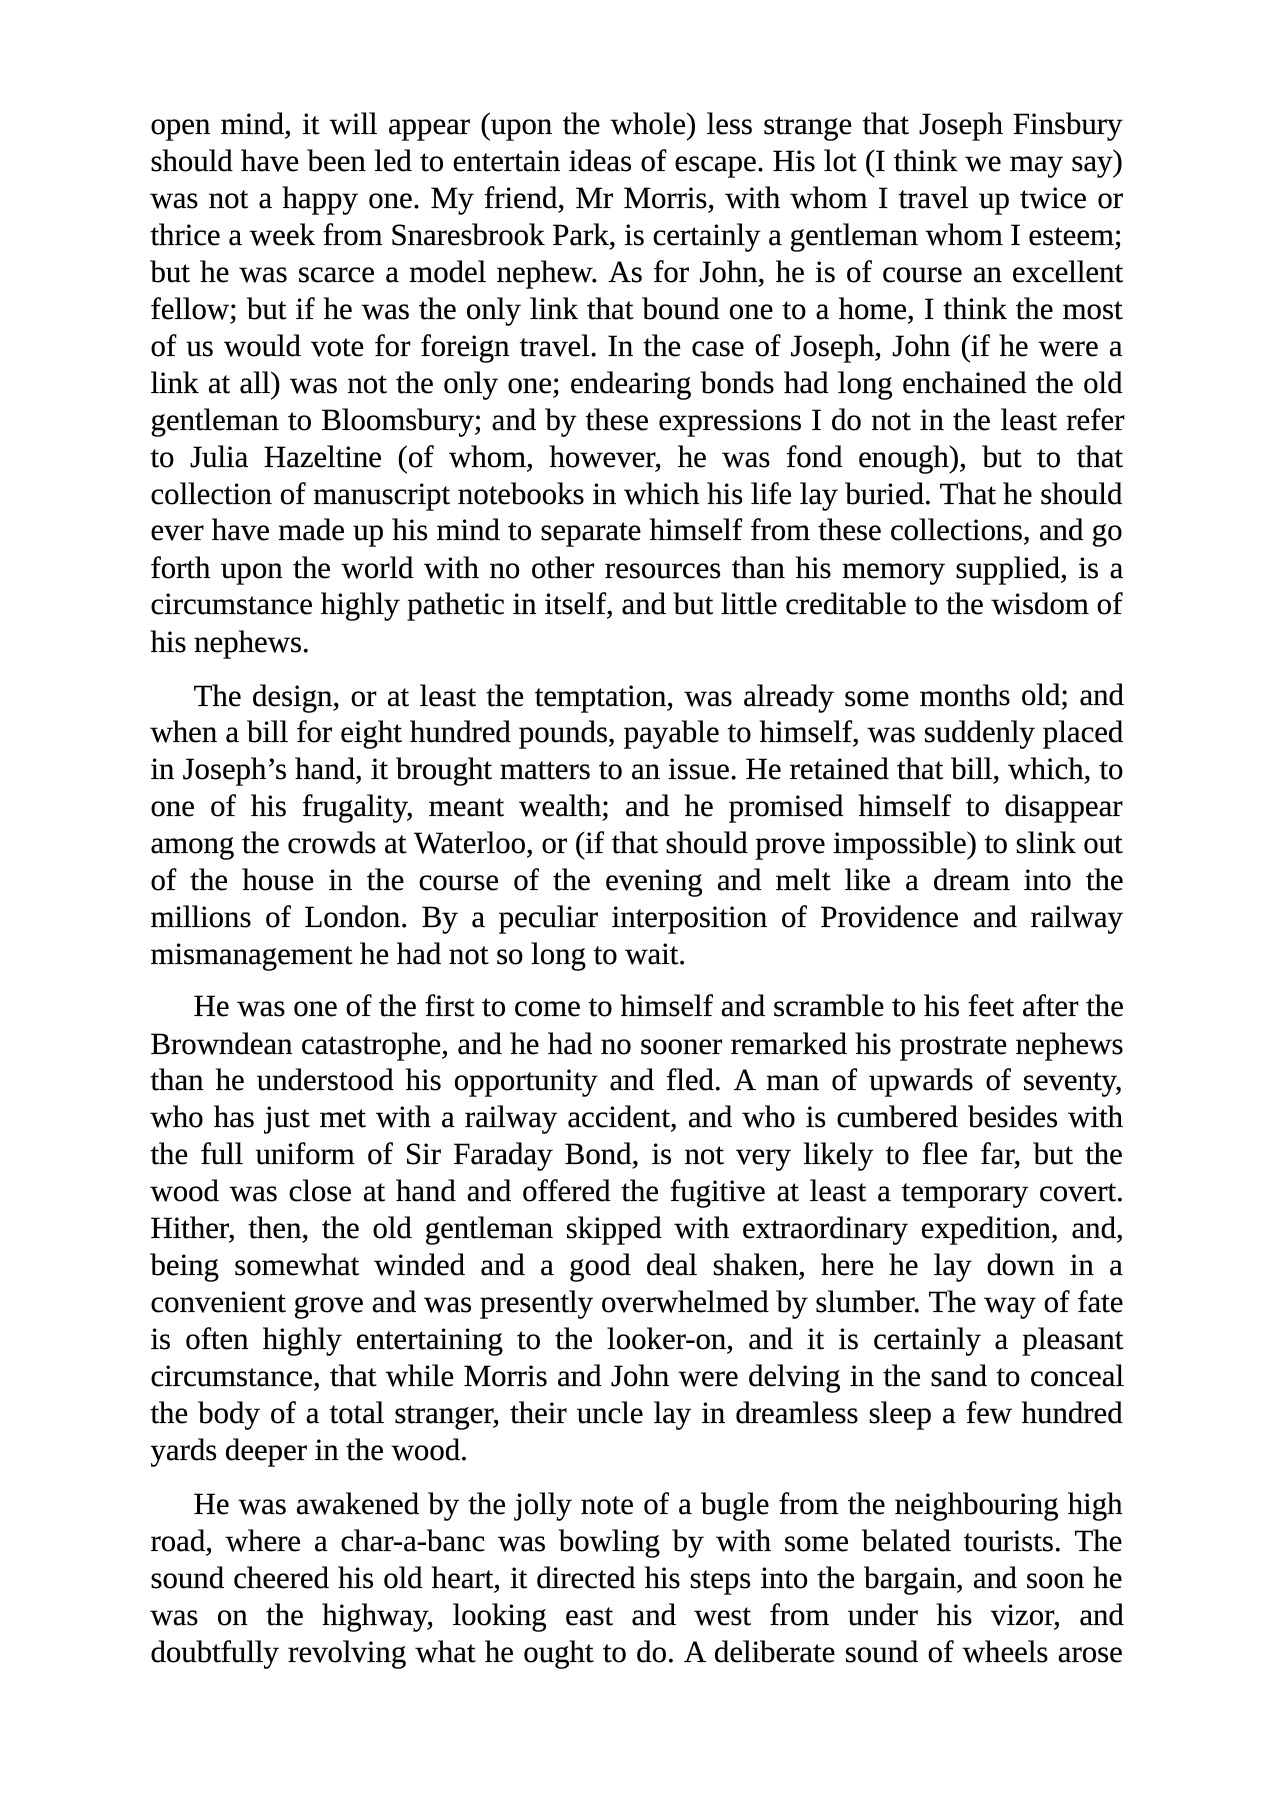 open mind, it will appear (upon the whole) less strange that Joseph Finsbury
should have been led to entertain ideas of escape. His lot (I think we may say)
was not a happy one. My friend, Mr Morris, with whom I travel up twice or
thrice a week from Snaresbrook Park, is certainly a gentleman whom I esteem;
but he was scarce a model nephew. As for John, he is of course an excellent
fellow; but if he was the only link that bound one to a home, I think the most
of us would vote for foreign travel. In the case of Joseph, John (if he were a
link at all) was not the only one; endearing bonds had long enchained the old
gentleman to Bloomsbury; and by these expressions I do not in the least refer
to Julia Hazeltine (of whom, however, he was fond enough), but to that
collection of manuscript notebooks in which his life lay buried. That he should
ever have made up his mind to separate himself from these collections, and go
forth upon the world with no other resources than his memory supplied, is a
circumstance highly pathetic in itself, and but little creditable to the wisdom of
his nephews.
The design, or at least the temptation, was already some months old; and
when a bill for eight hundred pounds, payable to himself, was suddenly placed
in Joseph’s hand, it brought matters to an issue. He retained that bill, which, to
one of his frugality, meant wealth; and he promised himself to disappear
among the crowds at Waterloo, or (if that should prove impossible) to slink out
of the house in the course of the evening and melt like a dream into the
millions of London. By a peculiar interposition of Providence and railway
mismanagement he had not so long to wait.
He was one of the first to come to himself and scramble to his feet after the
Browndean catastrophe, and he had no sooner remarked his prostrate nephews
than he understood his opportunity and fled. A man of upwards of seventy,
who has just met with a railway accident, and who is cumbered besides with
the full uniform of Sir Faraday Bond, is not very likely to flee far, but the
wood was close at hand and offered the fugitive at least a temporary covert.
Hither, then, the old gentleman skipped with extraordinary expedition, and,
being somewhat winded and a good deal shaken, here he lay down in a
convenient grove and was presently overwhelmed by slumber. The way of fate
is often highly entertaining to the looker-on, and it is certainly a pleasant
circumstance, that while Morris and John were delving in the sand to conceal
the body of a total stranger, their uncle lay in dreamless sleep a few hundred
yards deeper in the wood.
He was awakened by the jolly note of a bugle from the neighbouring high
road, where a char-a-banc was bowling by with some belated tourists. The
sound cheered his old heart, it directed his steps into the bargain, and soon he
was on the highway, looking east and west from under his vizor, and
doubtfully revolving what he ought to do. A deliberate sound of wheels arose